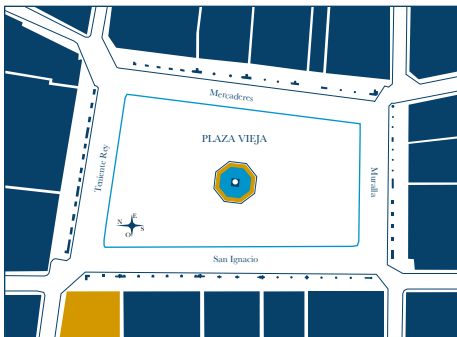 Mercaderes
PLAZA VIEJA
Teniente Rey
Muralla
E
N
S
O
San Ignacio